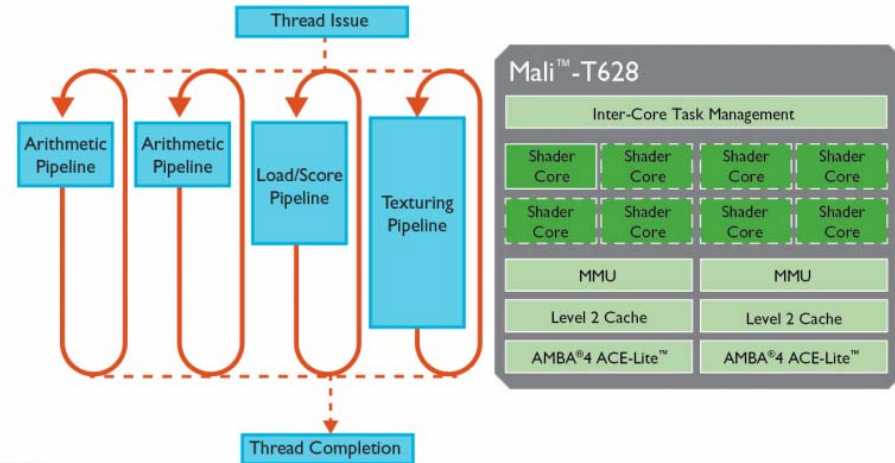 Thread Issue
Arithmetic
Pipeline
Arithmetic
Pipeline
Load/Score
Pipeline
Texturing
Pipeline
Thread Completion
Mali™-T628
Inter-Core Task Management
Shader
Core
Shader
Core
Shader
Core
Shader
Core
Shader
Core
Shader
Core
Shader
Core
Shader
Core
MMU
MMU
Level 2 Cache
Level 2 Cache
AMBA®4 ACE-Lite™
AMBA®4 ACE-Lite™